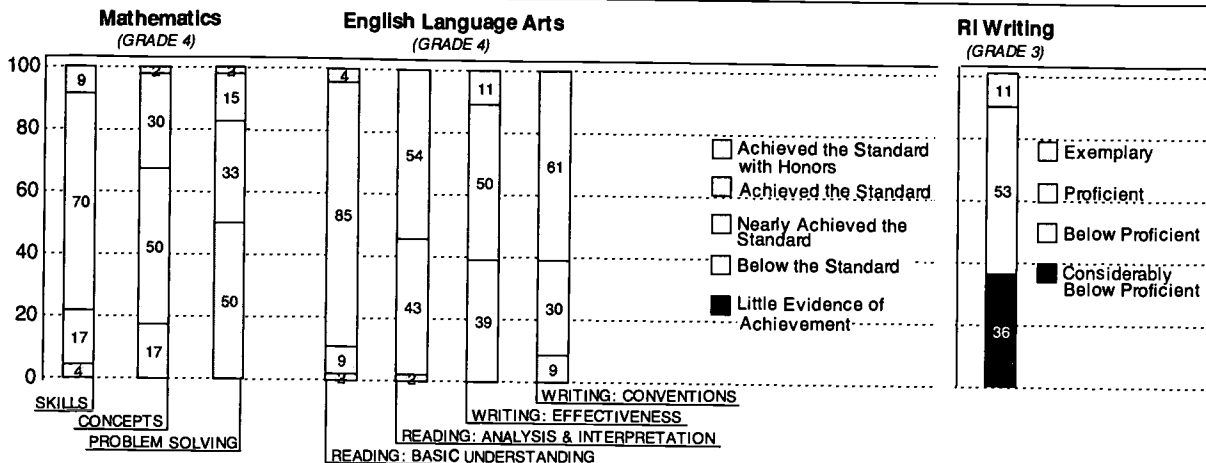 Mathematics
(GRADE 4)
English Language Arts
(GRADE 4)
RI Writing
(GRADE 3)
100
80
60
40
20
0
9
70
17
4
2
30
50
17
2
15
33
50
4
85
9
2
54
43
2
11
50
39
61
30
9
11
53
36
Achieved the Standard
with Honors
Achieved the Standard
Nearly Achieved the
Standard
Below the Standard
Little Evidence of
Achievement
Exemplary
Proficient
Below Proficient
Considerably
Below Proficient
SKILLS
CONCEPTS
PROBLEM SOLVING
WRITING: CONVENTIONS
WRITING: EFFECTIVENESS
READING: ANALYSIS & INTERPRETATION
READING: BASIC UNDERSTANDING